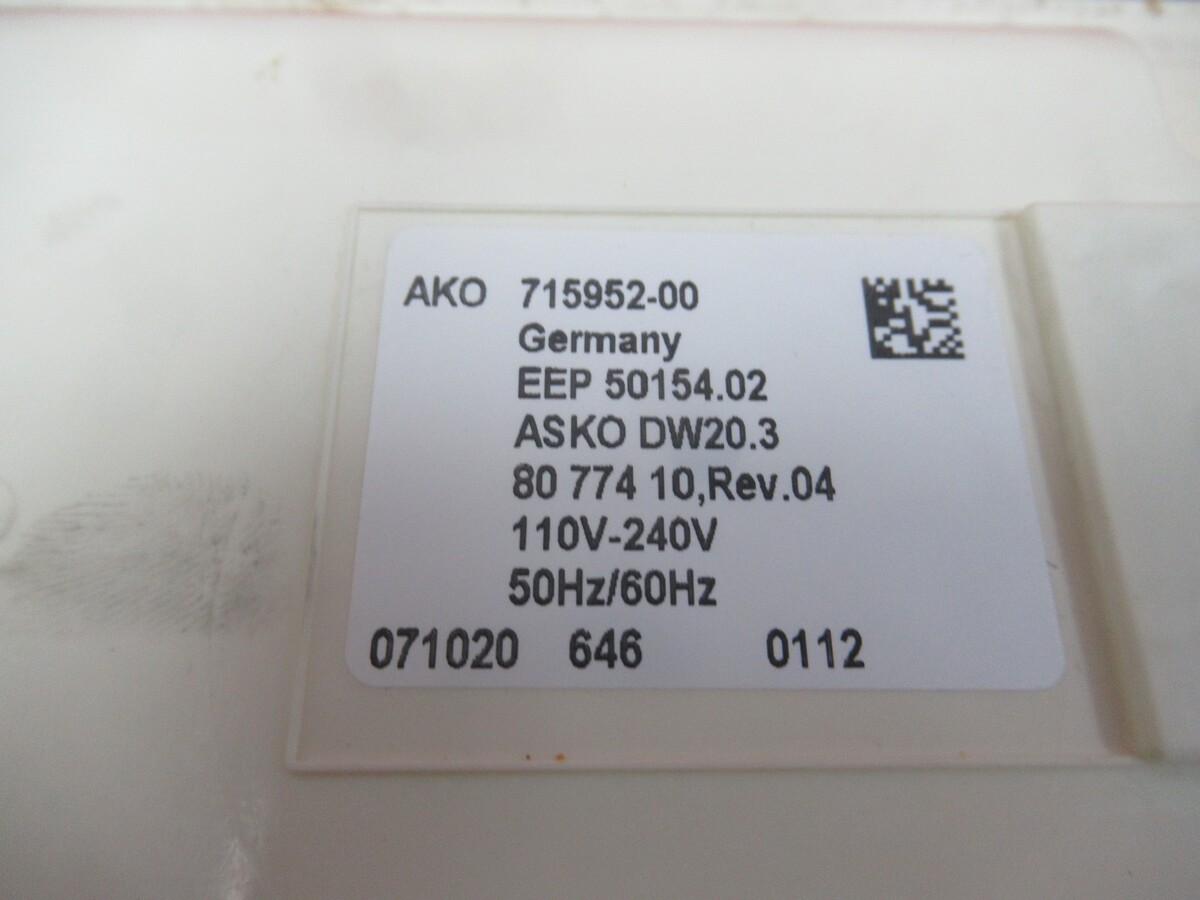 AKO 715952-00
Germany
EEP 50154.02
ASKO DW20.3
80 774 10,Rev.04
110V-240V
50Hz/60Hz
071020 646 0112